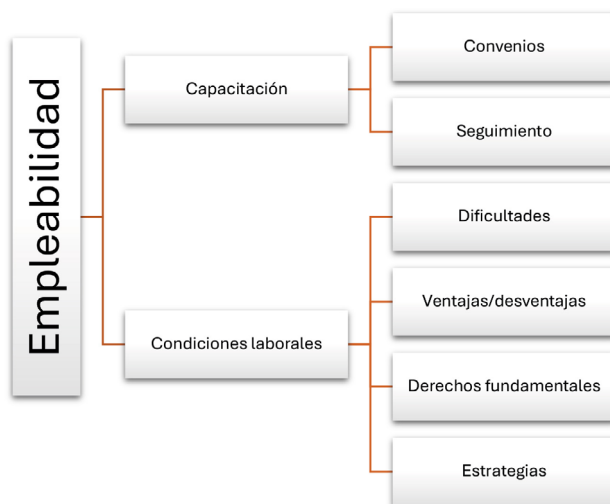 Empleabilidad
Capacitación
Convenios
Seguimiento
Condiciones laborales
Dificultades
Ventajas/desventajas
Derechos fundamentales
Estrategias